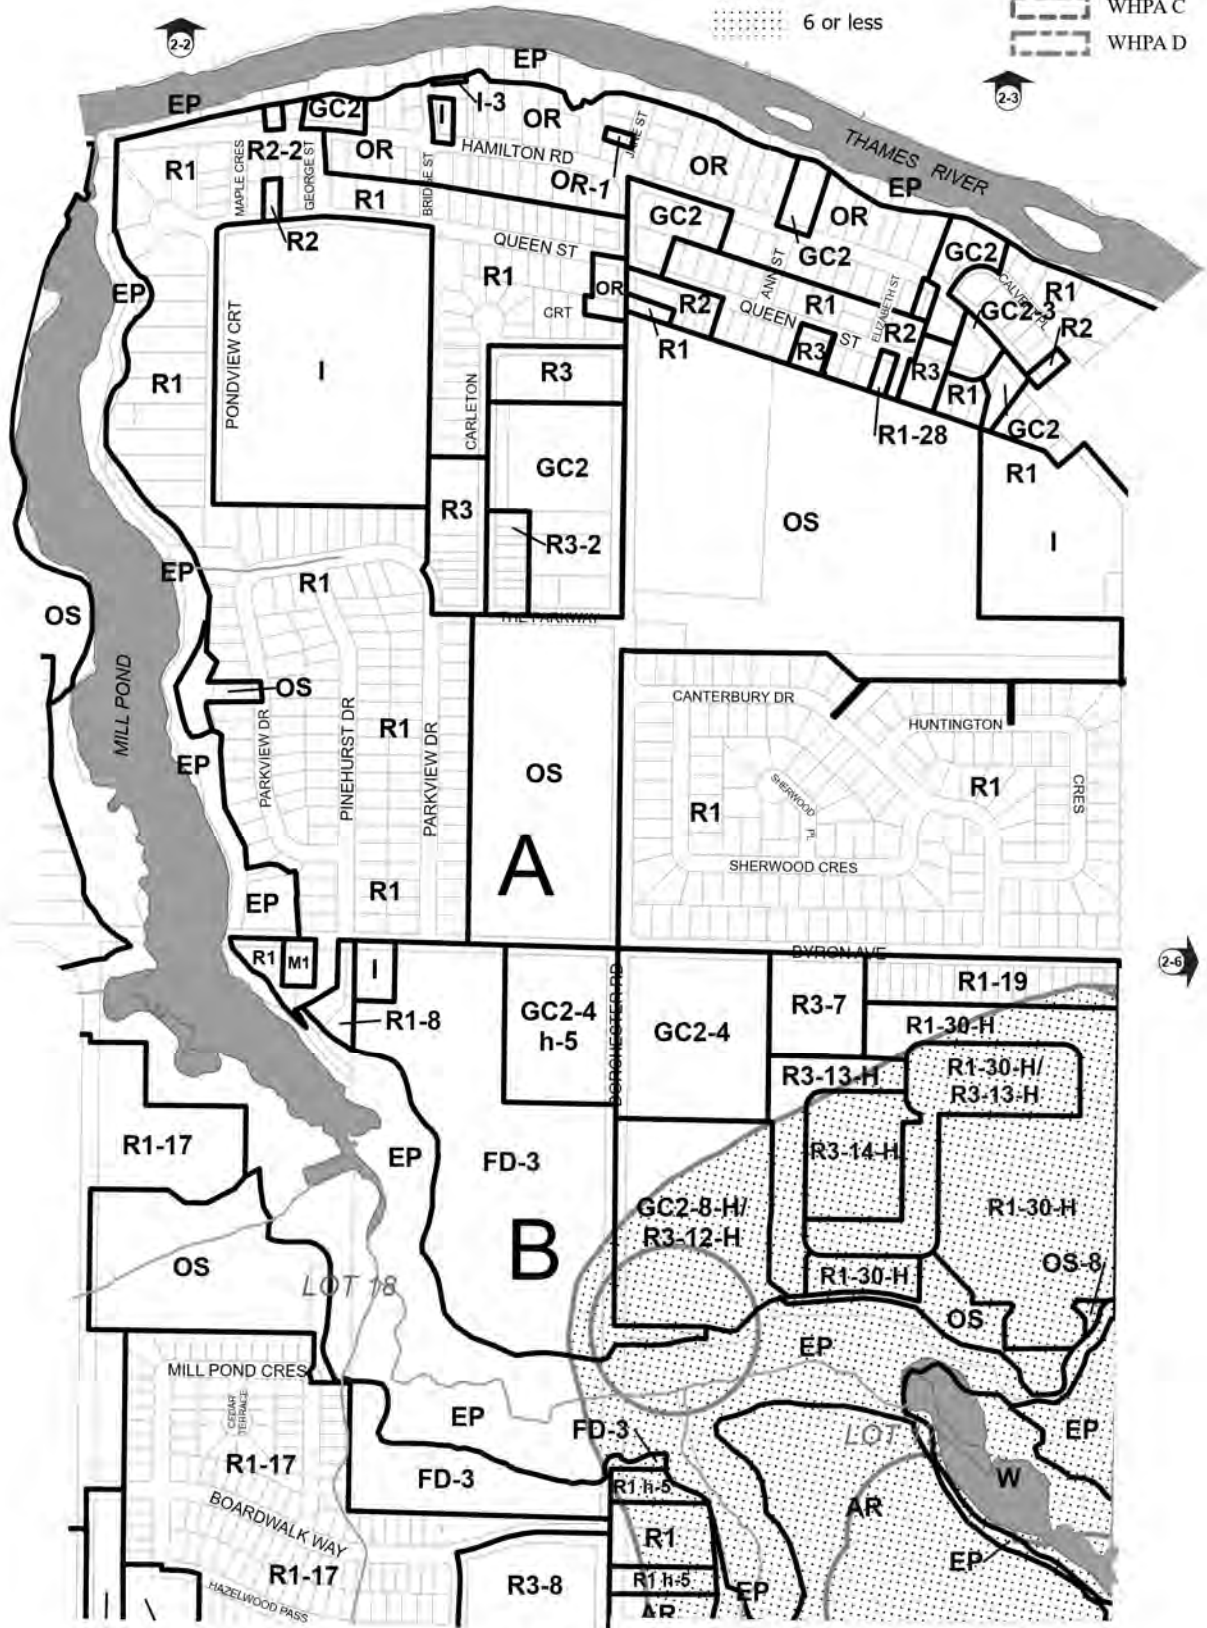 WHPA C
6 or less
WHPA D
2-2
2-3
EP
EP
GC2
I
I-3
OR
THAMES RIVER
R1
MAPLE CRES
R2-2
GEORGE ST
OR
BRIDGE ST
HAMILTON RD
OR-1
OR
EP
R1
R2
GC2
OR
GC2
GC2
QUEEN ST
R1
ANN ST
ELIZABETH ST
CALVERT PL
R1
EP
OR
CRT
R1
R2
QUEEN ST
R1
R3
R2
R3
GC2-3
R2
R1
GC2
R1-28
R1
PONDVIEW CRT
I
CARLETON
R3
GC2
R3
R3-2
OS
R1
I
EP
R1
THE PARKWAY
OS
MILL POND
OS
PARKVIEW DR
PINEHURST DR
R1
PARKVIEW DR
EP
OS
A
CANTERBURY DR
HUNTINGTON
CRES
R1
SHERWOOD PL
R1
SHERWOOD CRES
EP
R1
BYRON AVE
2-6
R1
M1
I
R1-8
GC2-4
h-5
DORCHESTER RD
GC2-4
R3-7
R1-19
R1-30-H
R3-13-H
R1-30-H/
R3-13-H
R1-17
EP
FD-3
R3-14-H
GC2-8-H/
R3-12-H
R1-30-H
B
OS
LOT 18
R1-30-H
OS-8
OS
EP
MILL POND CRES
CEDAR TERRACE
EP
FD-3
LOT
EP
R1-17
FD-3
R1 h-5
W
AR
BOARDWALK WAY
R1
EP
R1-17
HAZELWOOD PASS
R3-8
R1 h-5
EP
AR